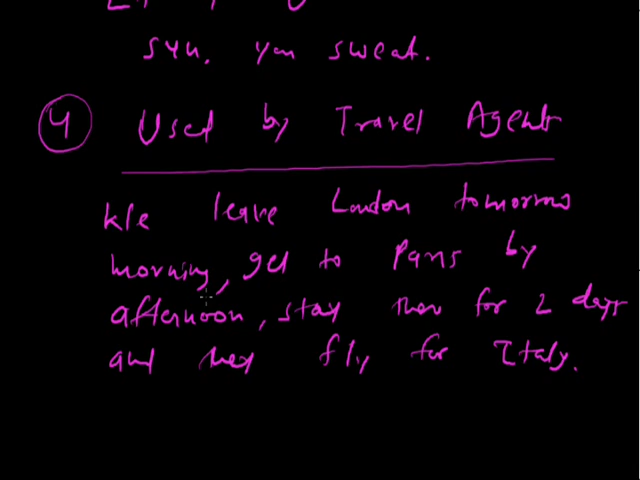 sun. you sweat.
4 Used by Travel Agents
We leave London tomorrow
morning, get to Paris by
afternoon, stay there for 2 days
and then fly for Italy.